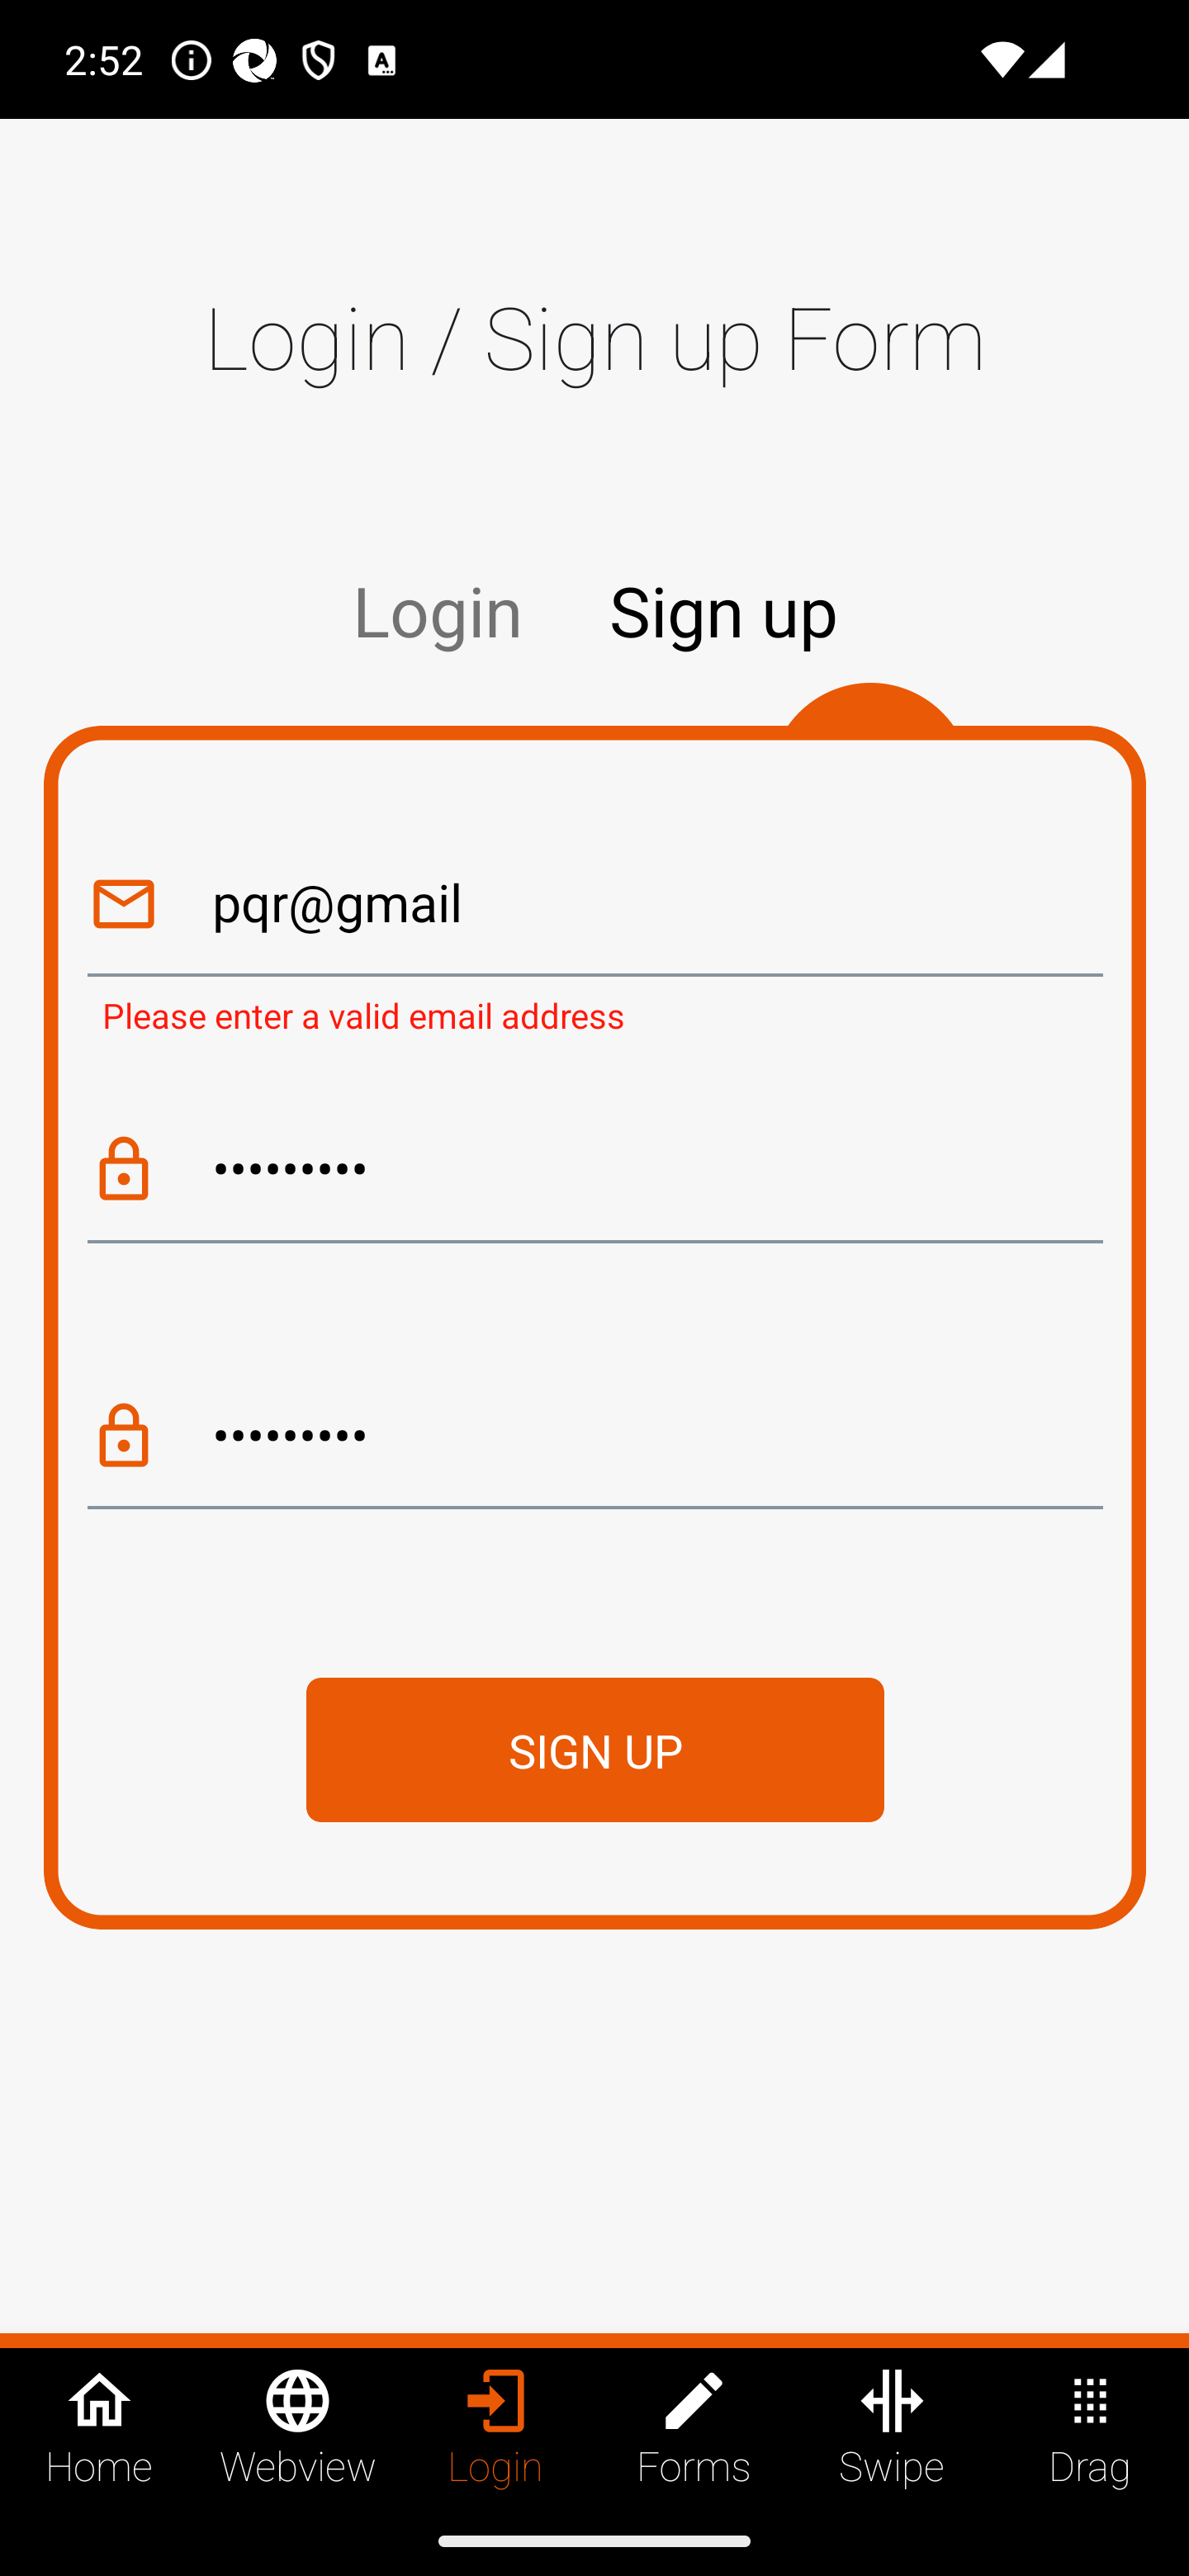 2:52
Login / Sign up Form
Login Sign up
pqr@gmail
Please enter a valid email address
•••••••••
•••••••••
SIGN UP
Home Webview Login Forms Swipe Drag